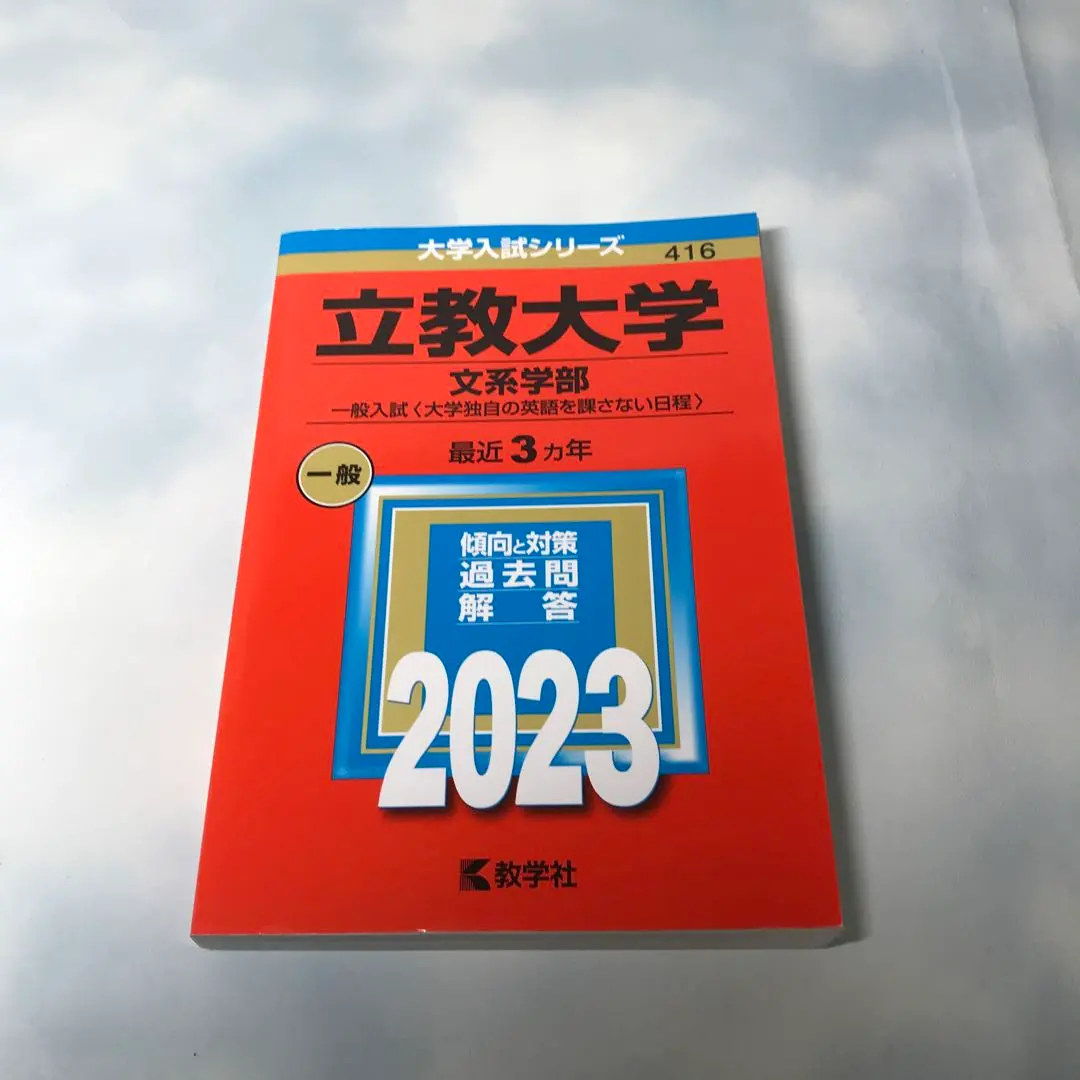 大学入試シリーズ
416
立教大学
文系学部
一般入試〈大学独自の英語を課さない日程〉
最近3ヵ年
一般
傾向と対策
過去問
解答
2023
教学社